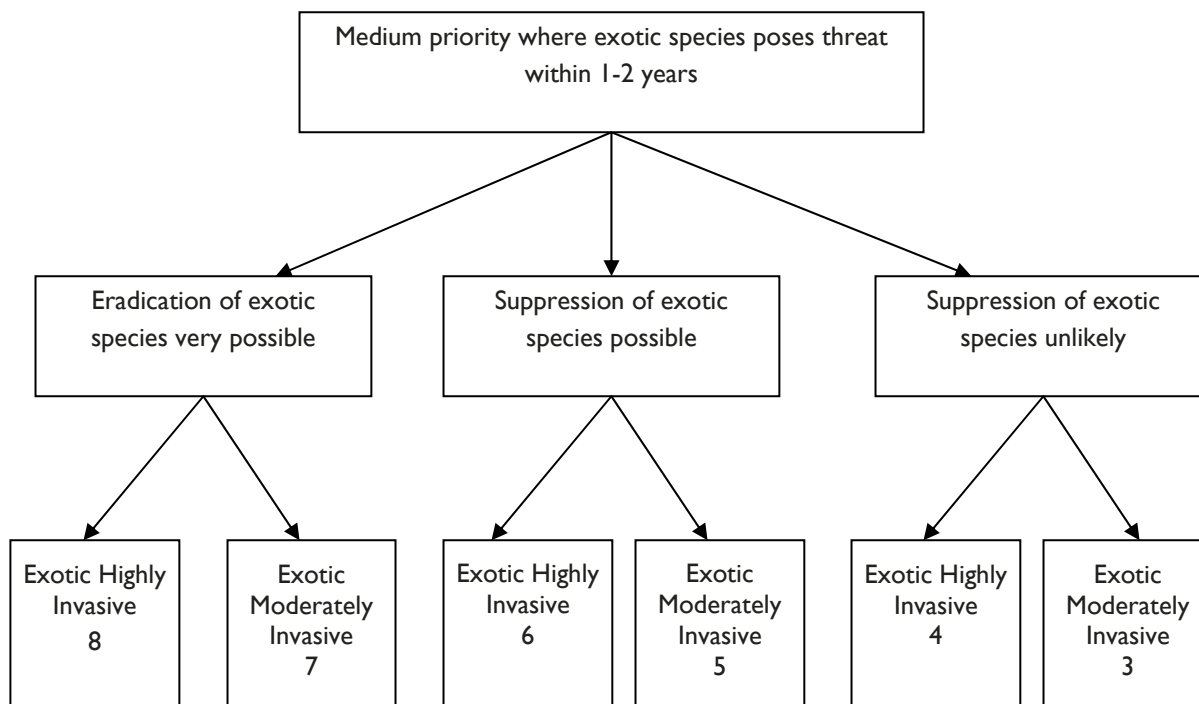 Medium priority where exotic species poses threat
within 1-2 years
Eradication of exotic
species very possible
Suppression of exotic
species possible
Suppression of exotic
species unlikely
Exotic Highly
Invasive
8
Exotic
Moderately
Invasive
7
Exotic Highly
Invasive
6
Exotic
Moderately
Invasive
5
Exotic Highly
Invasive
4
Exotic
Moderately
Invasive
3